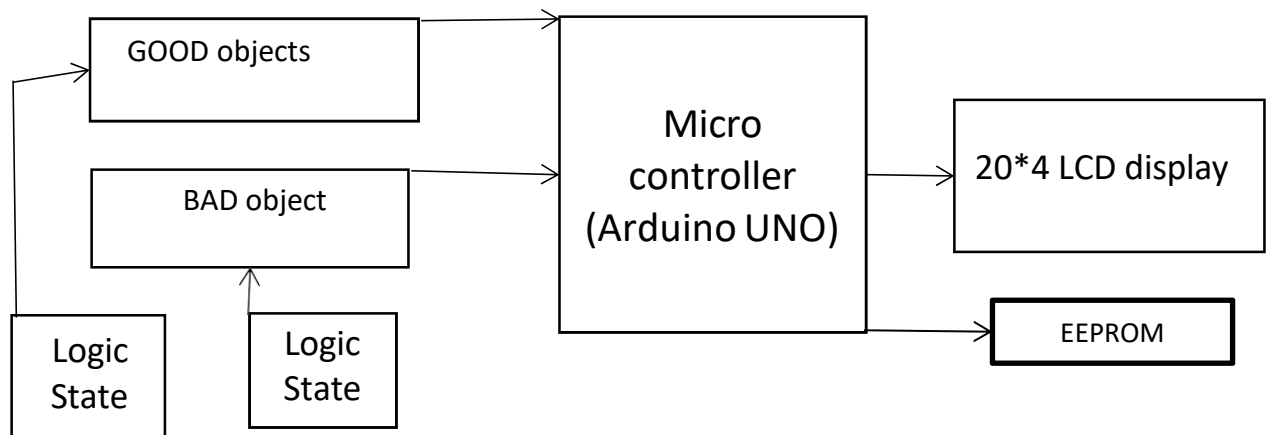 GOOD objects
BAD object
Logic
State
Logic
State
Micro
controller
(Arduino UNO)
20*4 LCD display
EEPROM